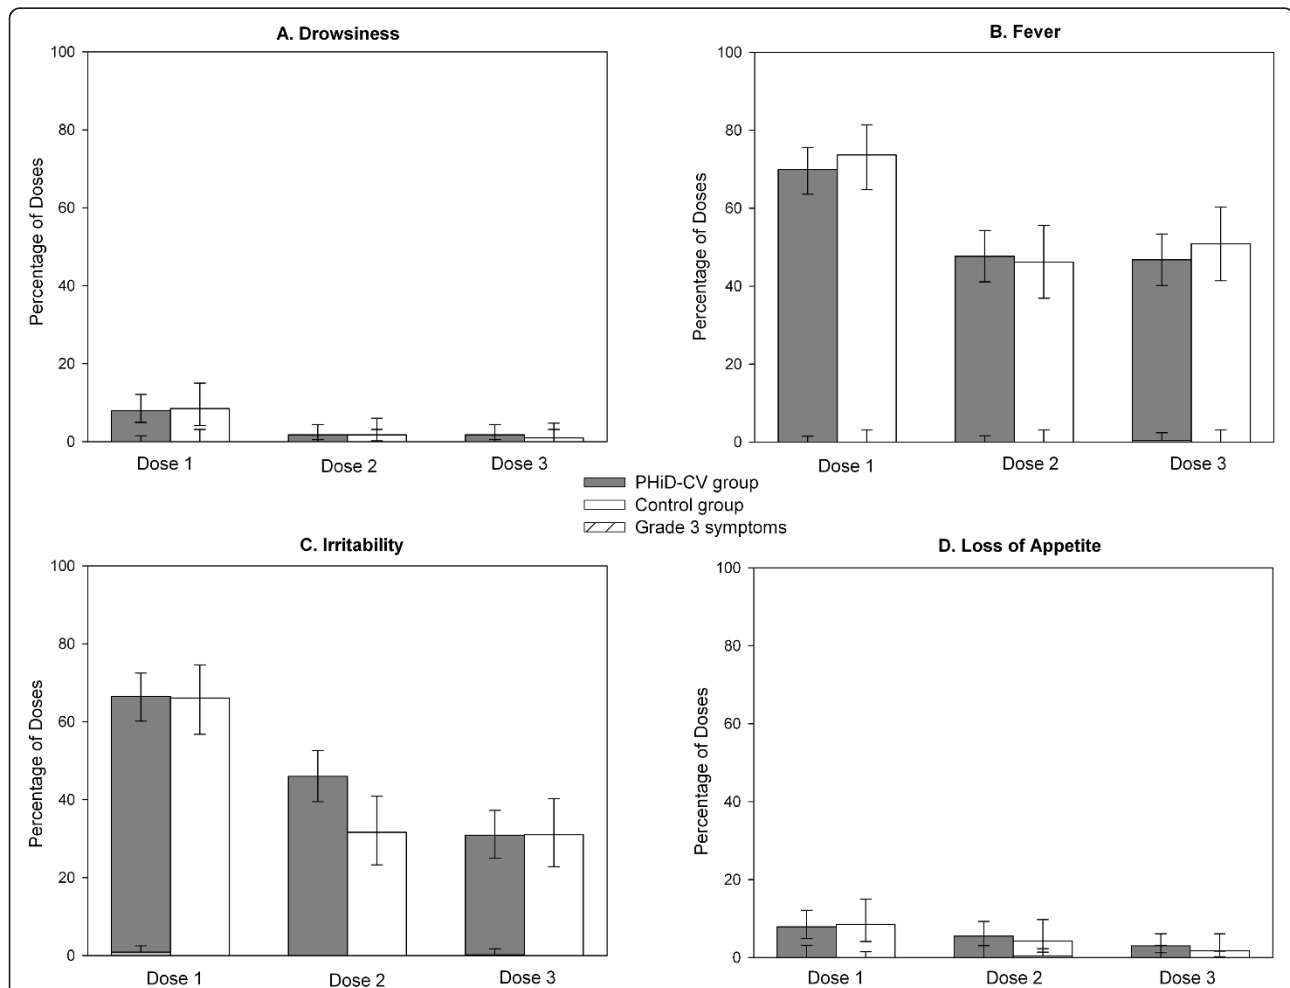 A. Drowsiness
100
80
60
40
20
0
Percentage of Doses
Dose 1
Dose 2
Dose 3
B. Fever
100
80
60
40
20
0
Percentage of Doses
Dose 1
Dose 2
Dose 3
PHiD-CV group
Control group
Grade 3 symptoms
C. Irritability
100
80
60
40
20
0
Percentage of Doses
Dose 1
Dose 2
Dose 3
D. Loss of Appetite
100
80
60
40
20
0
Percentage of Doses
Dose 1
Dose 2
Dose 3